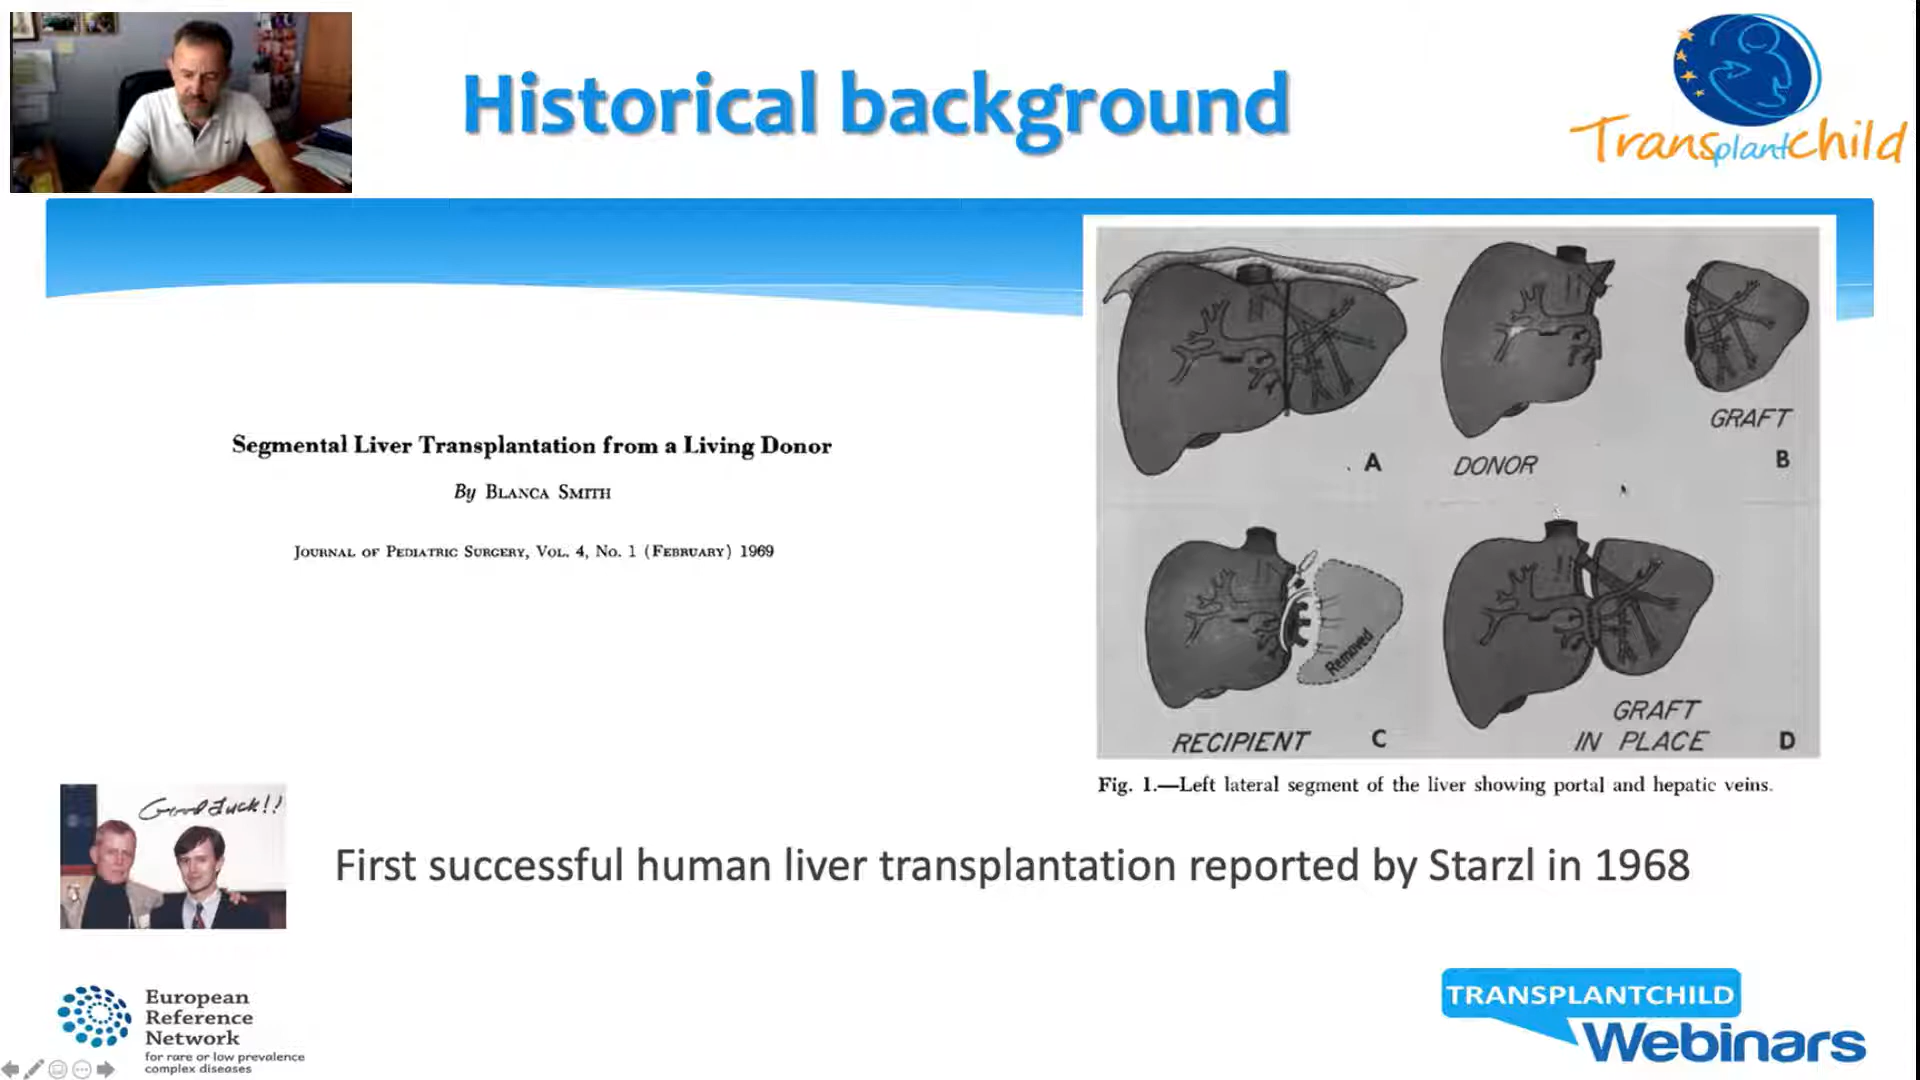 Historical background
Transplantchild
Segmental Liver Transplantation from a Living Donor
By BLANCA SMITH
JOURNAL OF PEDIATRIC SURGERY, VOL. 4, NO. 1 (FEBRUARY) 1969
A
DONOR
GRAFT
B
Removed
RECIPIENT
C
GRAFT
IN PLACE
D
Fig. 1.—Left lateral segment of the liver showing portal and hepatic veins.
Good Luck!!
First successful human liver transplantation reported by Starzl in 1968
European
Reference
Network
for rare or low prevalence
complex diseases
TRANSPLANTCHILD
Webinars